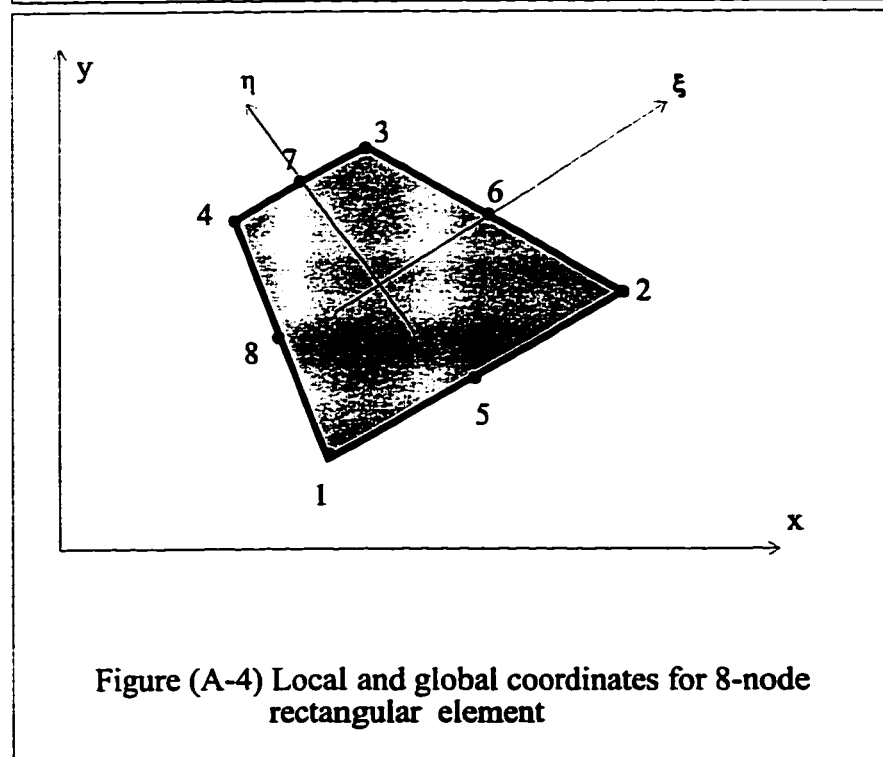 y
η
ξ
3
7
6
4
2
8
5
1
x
Figure (A-4) Local and global coordinates for 8-node
rectangular element